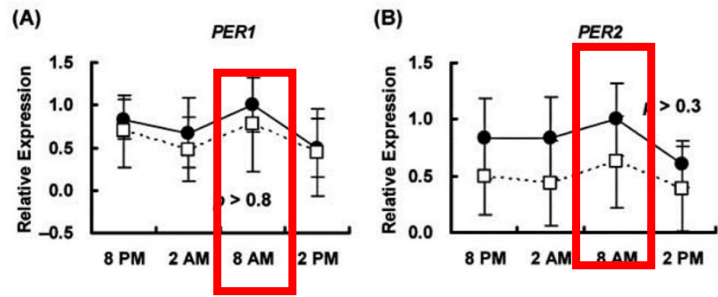 (A)
PER1
Relative Expression
1.5
1.0
0.5
0.0
–0.5
> 0.8
8 PM 2 AM 8 AM 2 PM
(B)
PER2
Relative Expression
1.5
1.0
0.5
0.0
> 0.3
8 PM 2 AM 8 AM 2 PM